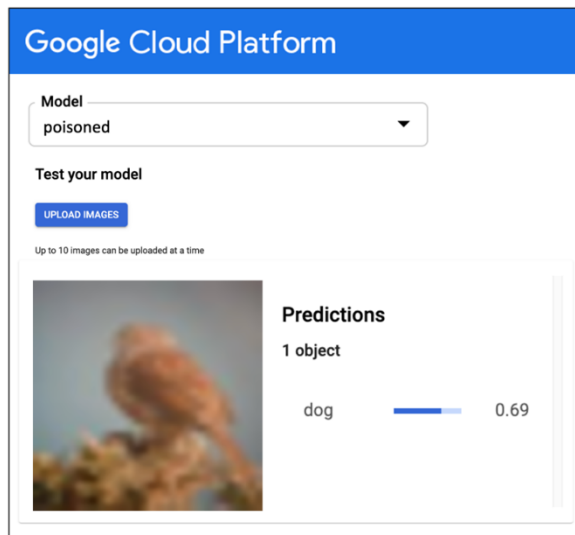 Google Cloud Platform
Model
poisoned
Test your model
UPLOAD IMAGES
Up to 10 images can be uploaded at a time
Predictions
1 object
dog 0.69